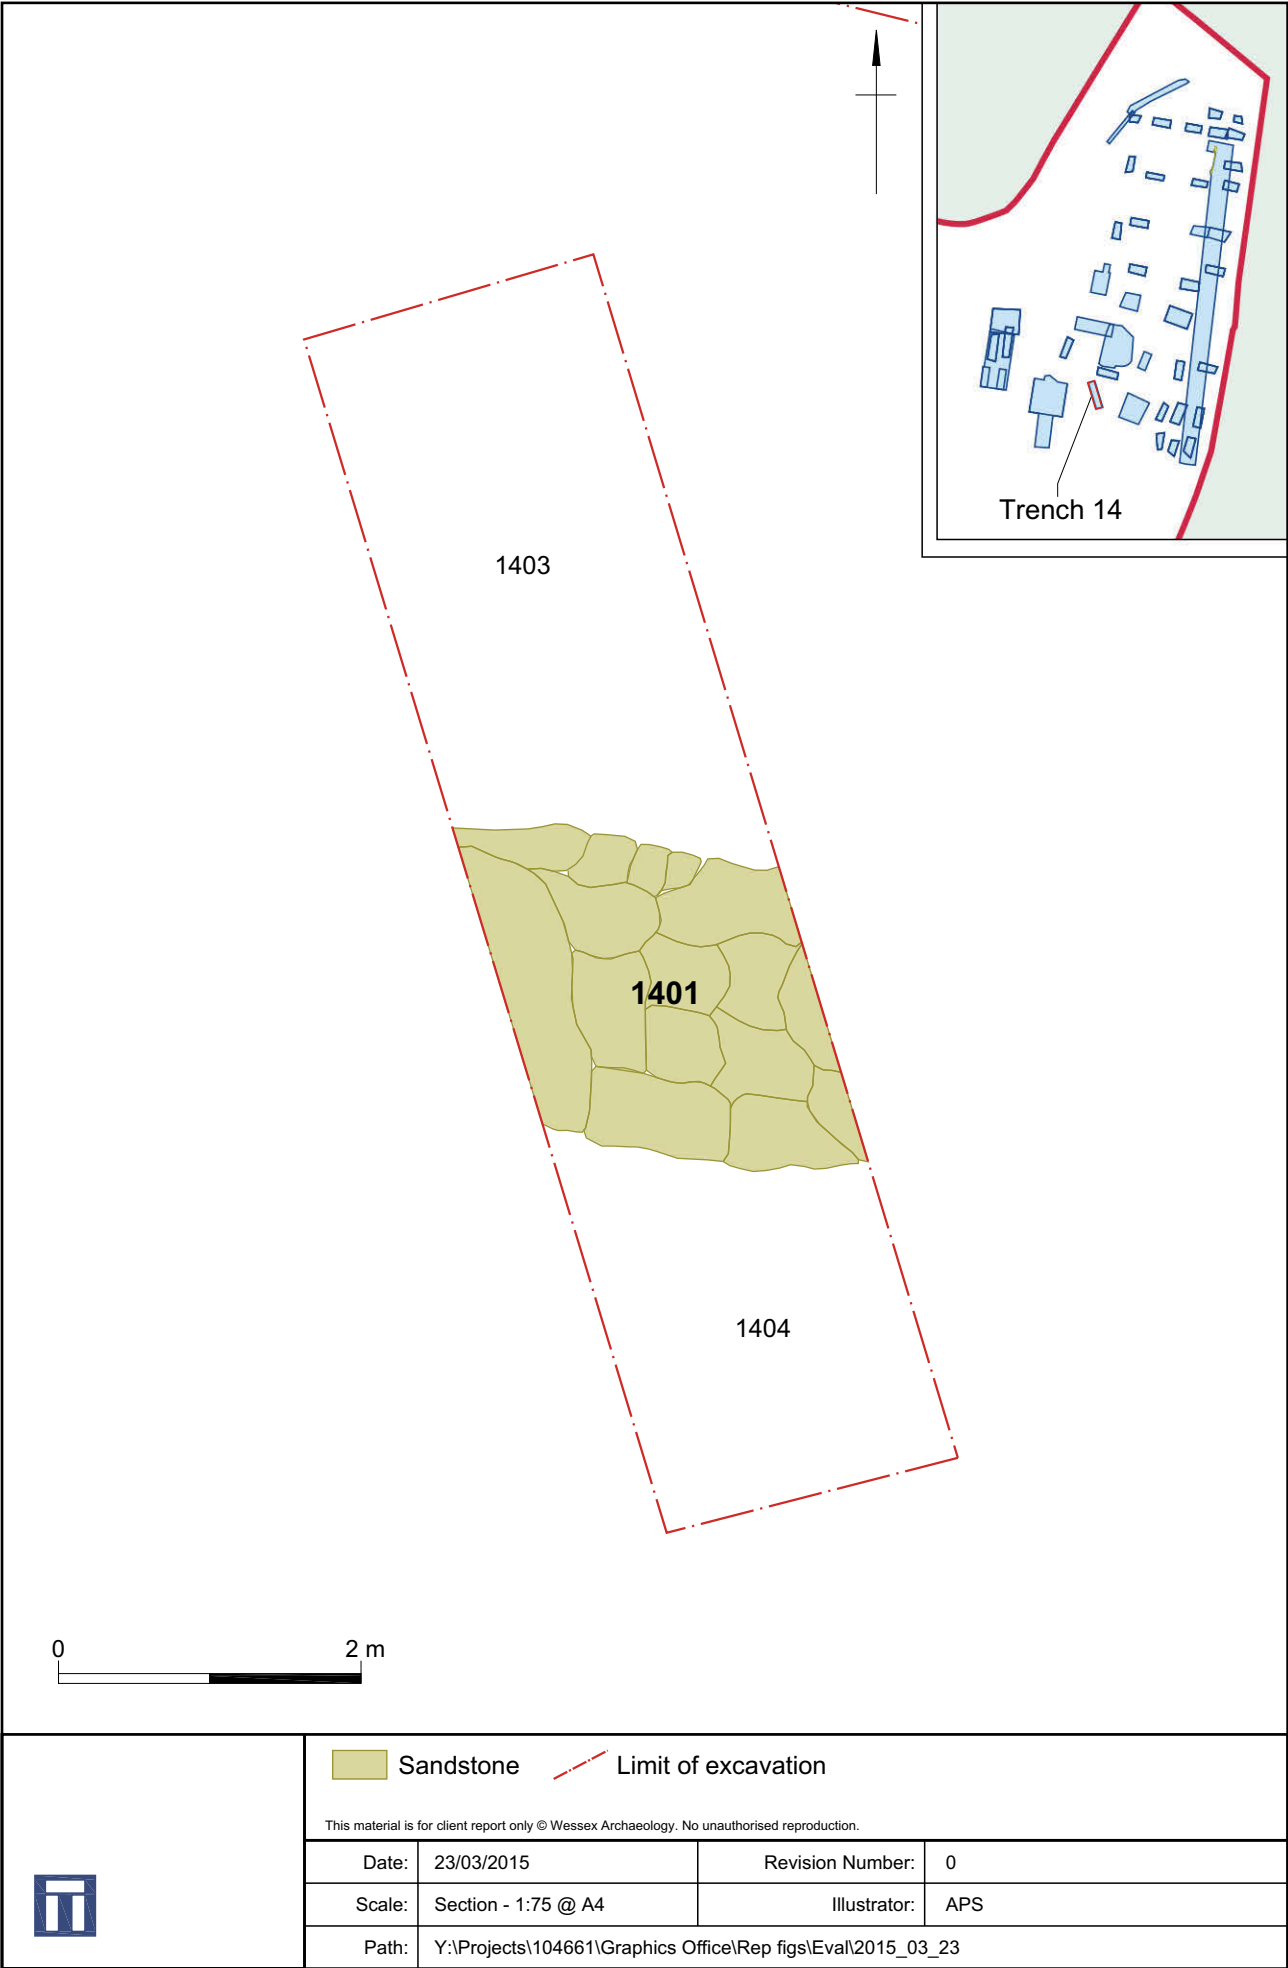 Trench 14
1403
1401
1404
0 2 m
Sandstone Limit of excavation
This material is for client report only © Wessex Archaeology. No unauthorised reproduction.
Date: 23/03/2015 Revision Number: 0
Scale: Section - 1:75 @ A4 Illustrator: APS
Path: Y:\Projects\104661\Graphics Office\Rep figs\Eval\2015_03_23